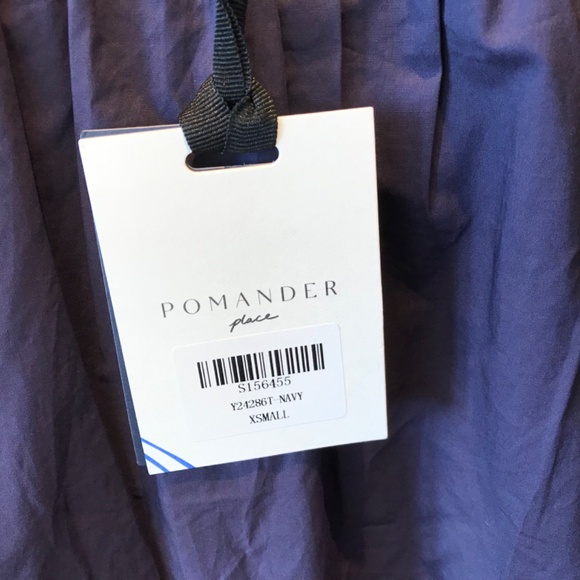 POMANDER
place
S156455
Y24286T-NAVY
XSMALL